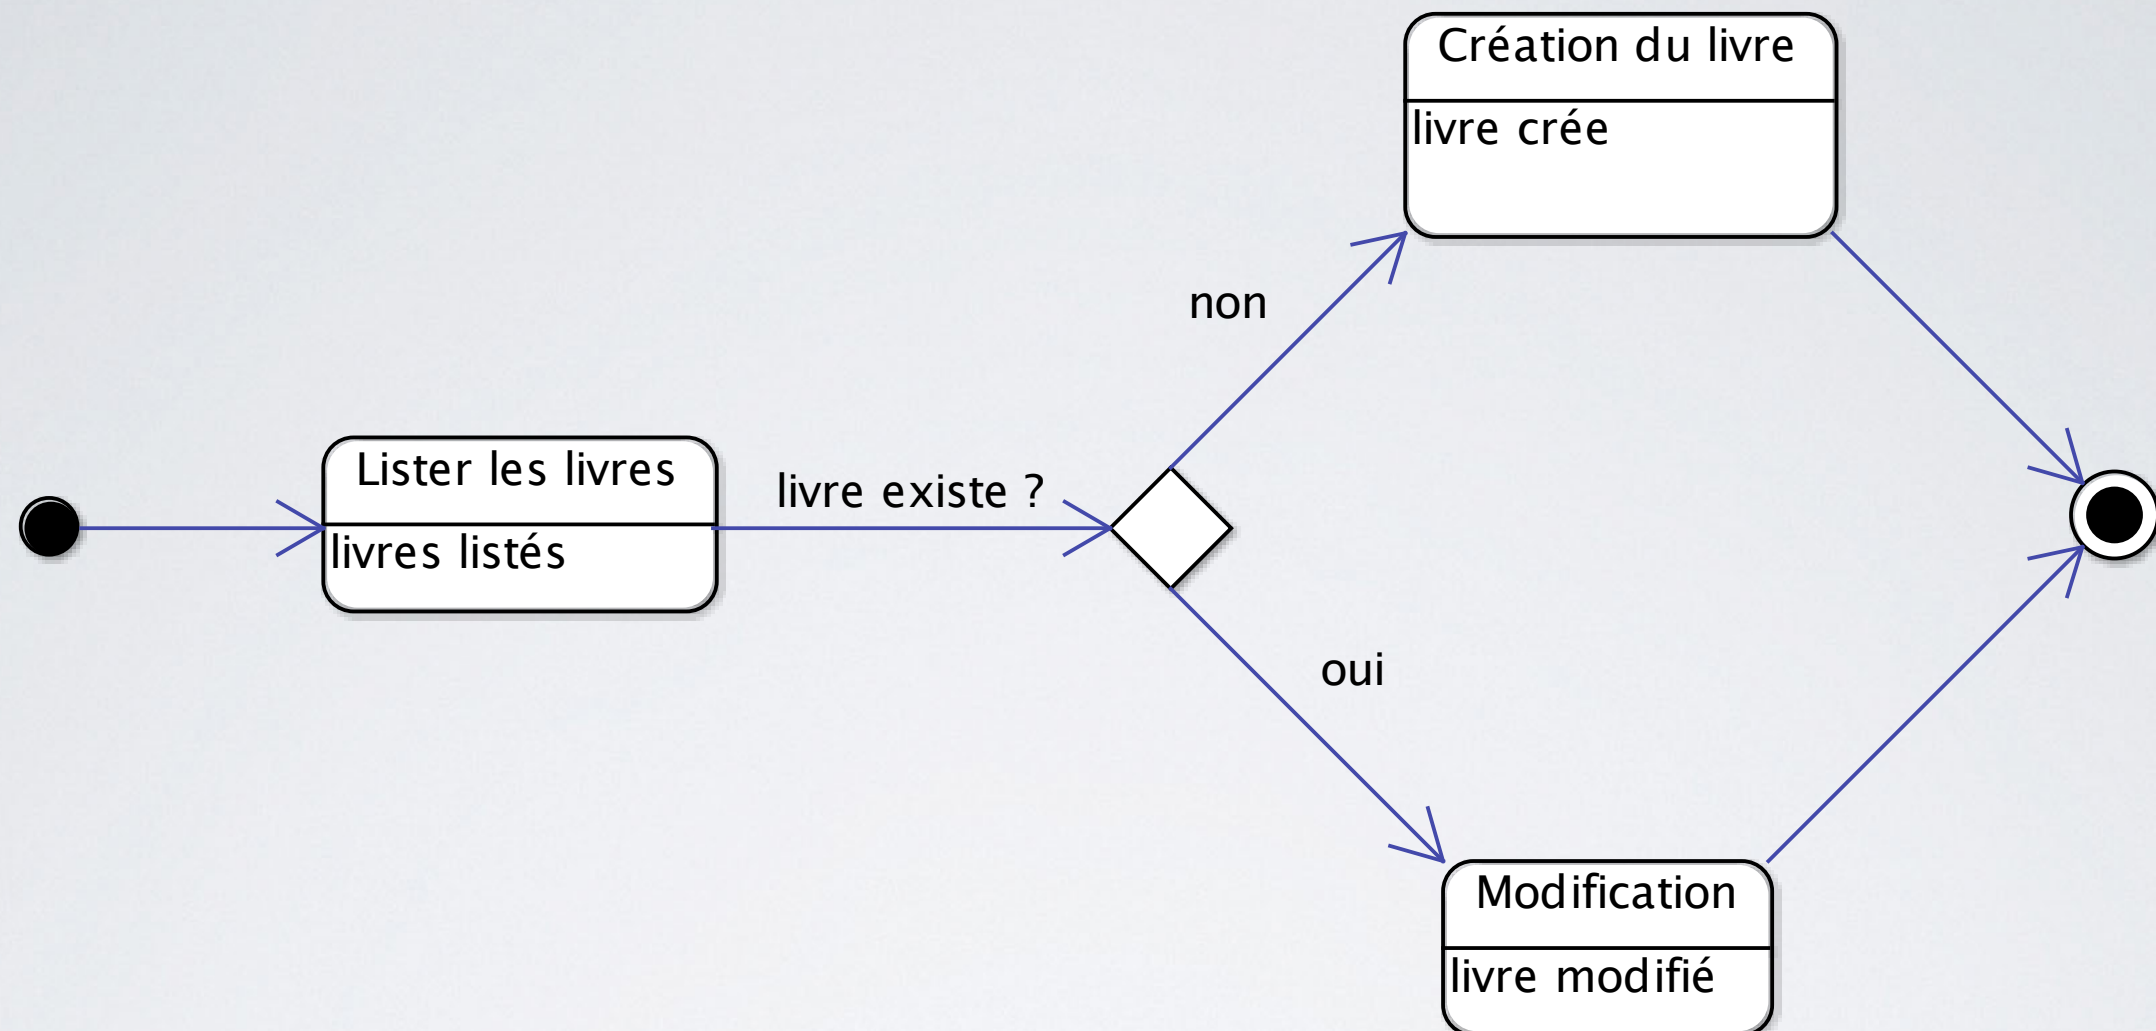 Création du livre
livre crée
non
Lister les livres
livres listés
livre existe ?
oui
Modification
livre modifié